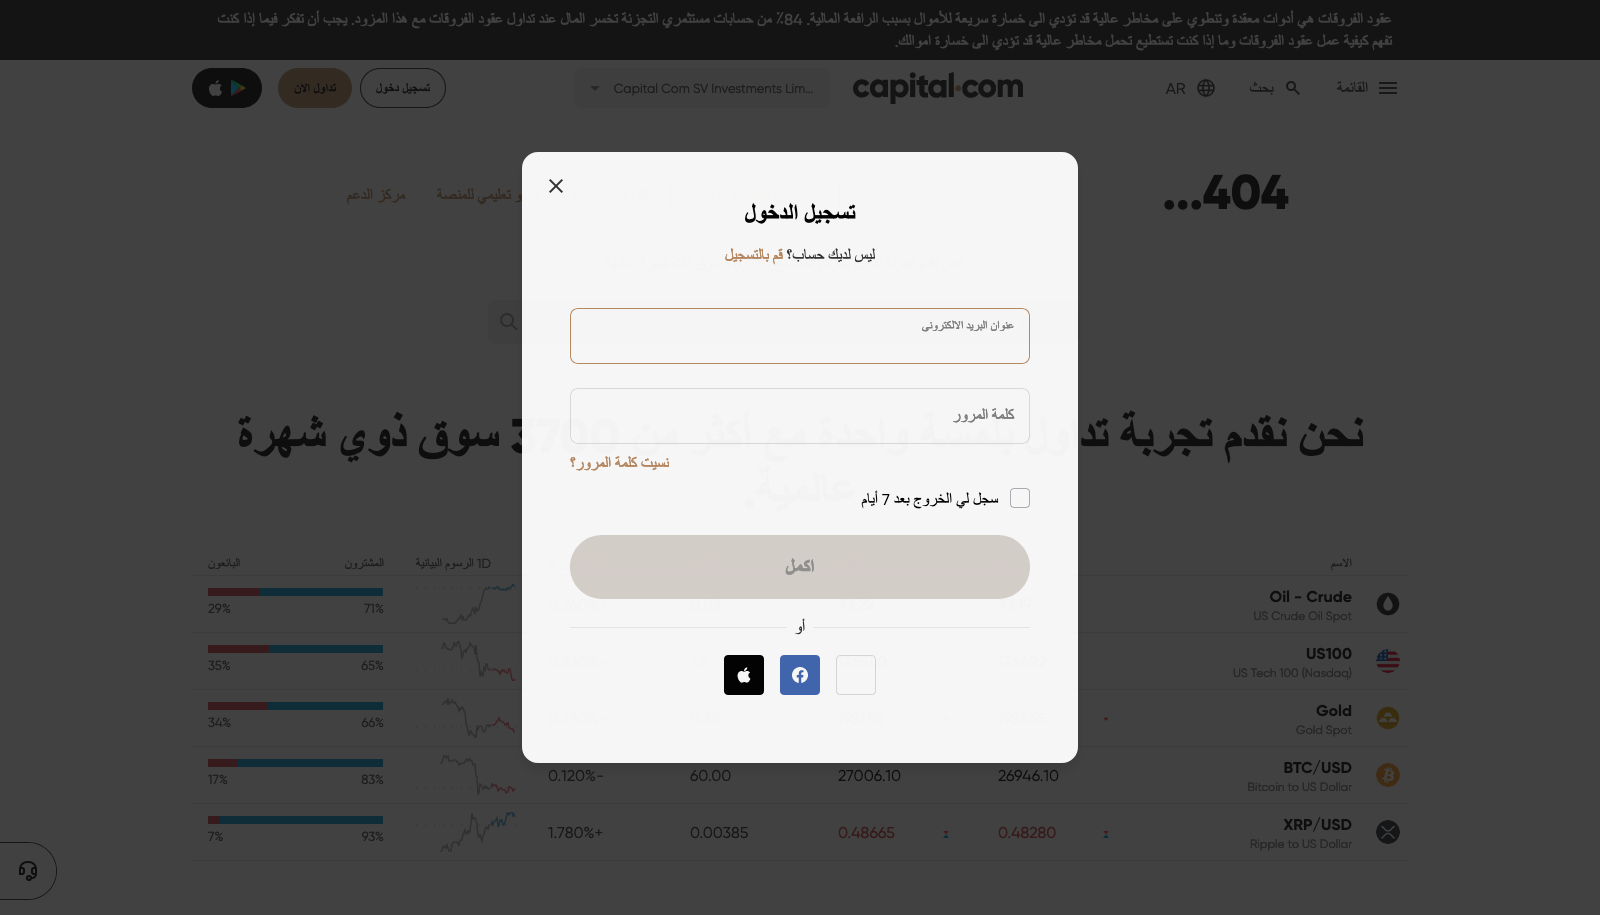 عقود الفروقات هي أدوات معقدة وتنطوي على مخاطر عالية قد تؤدي الى خسارة سريعة للأموال بسبب الرافعة المالية. 84٪ من حسابات مستثمري التجزئة تخسر المال عند تداول عقود الفروقات مع هذا المزود. يجب أن تفكر فيما إذا كنت
تفهم كيفية عمل عقود الفروقات وما إذا كنت تستطيع تحمل مخاطر عالية قد تؤدي الى خسارة اموالك.
القائمة
بحث
AR
capital.com
Capital Com SV Investments Lim...
تسجيل دخول
تداول الان
404...
و تعليمي للمنصة
مركز الدعم
تسجيل الدخول
ليس لديك حساب؟ قم بالتسجيل
عنوان البريد الالكتروني
كلمة المرور
نسيت كلمة المرور؟
سجل لي الخروج بعد 7 أيام
اكمل
أو
نحن نقدم تجربة تداول بلمسة واحدة مع أكثر من 3700 سوق ذوي شهرة
عالمية.
الاسم
1D الرسوم البيانية
المشترون
البائعون
Oil - Crude
US Crude Oil Spot
71%
29%
US100
US Tech 100 (Nasdaq)
65%
35%
Gold
Gold Spot
66%
34%
BTC/USD
Bitcoin to US Dollar
26946.10
27006.10
60.00
0.120%-
83%
17%
XRP/USD
Ripple to US Dollar
0.48280
0.48665
0.00385
1.780%+
93%
7%